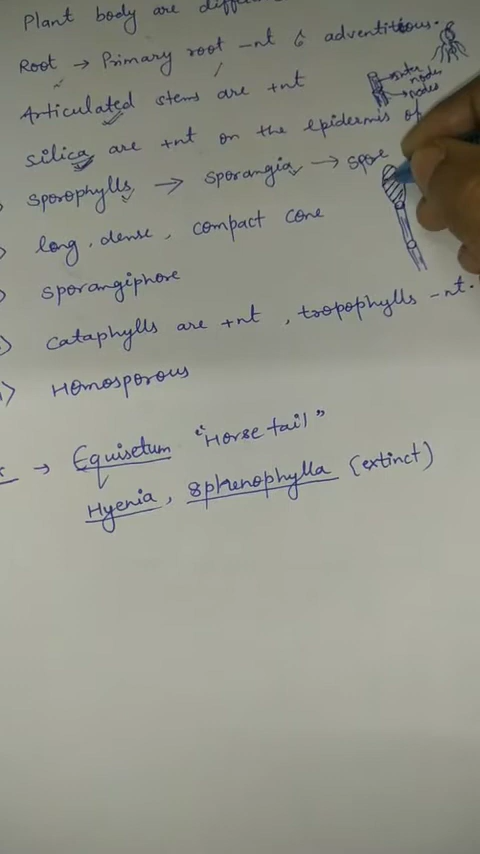 Plant body are
Root → Primary root -nt & adventitious.
Articulated stems are +nt
inter nodes
nodes
silica are +nt on the epidermis of
sporophylls → sporangia → spore
long, dense, compact cone
sporangiphore
cataphylls are +nt, tropophylls -nt.
Homosporous
→ Equisetum "Horse tail"
Hyenia, sphenophylla (extinct)